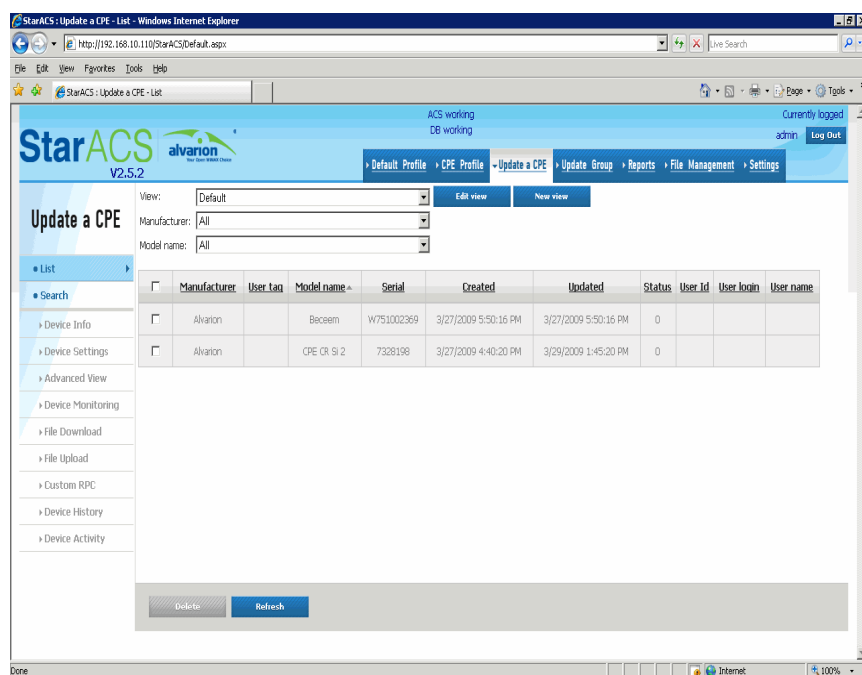 StarACS : Update a CPE - List - Windows Internet Explorer
http://192.168.10.110/StarACS/Default.aspx
Live Search
File Edit View Favorites Tools Help
StarACS : Update a CPE - List
Page Tools
ACS working
DB working
Currently logged
admin Log Out
StarACS
V2.5.2
alvarion
Your Open WiMAX Choice
Default Profile CPE Profile Update a CPE Update Group Reports File Management Settings
Update a CPE
View: Default Edit view New view
Manufacturer: All
Model name: All
List
Search
Device Info
Device Settings
Advanced View
Device Monitoring
File Download
File Upload
Custom RPC
Device History
Device Activity
Manufacturer User tag Model name Serial Created Updated Status User Id User login User name
Alvarion Beceem W751002369 3/27/2009 5:50:16 PM 3/27/2009 5:50:16 PM 0
Alvarion CPE CR Si 2 7328198 3/27/2009 4:40:20 PM 3/29/2009 1:45:20 PM 0
Delete Refresh
Done Internet 100%